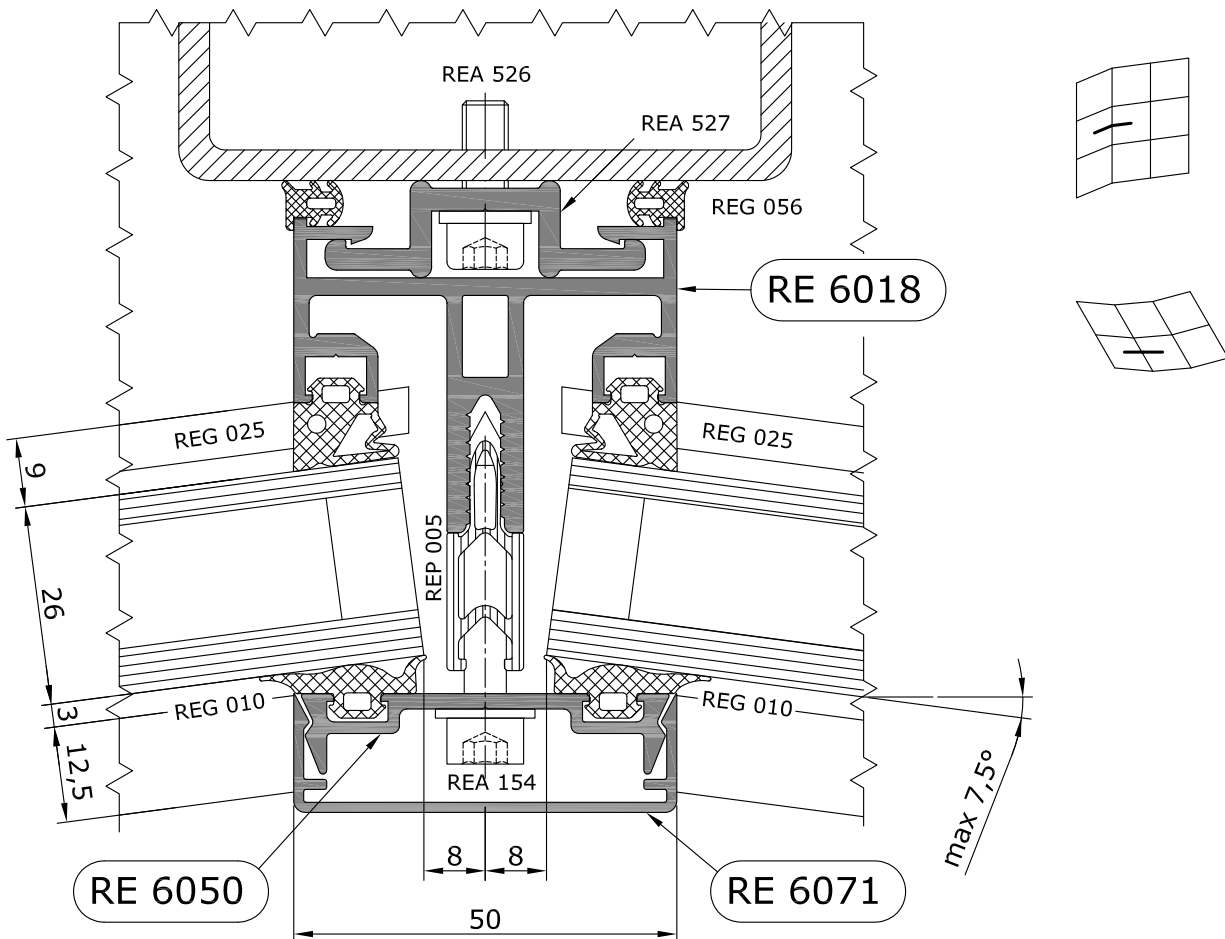 REA 526
REA 527
REG 056
RE 6018
REG 025
REG 025
9
REP 005
26
REG 010
REG 010
3
12,5
REA 154
max 7,5°
8
8
RE 6050
RE 6071
50